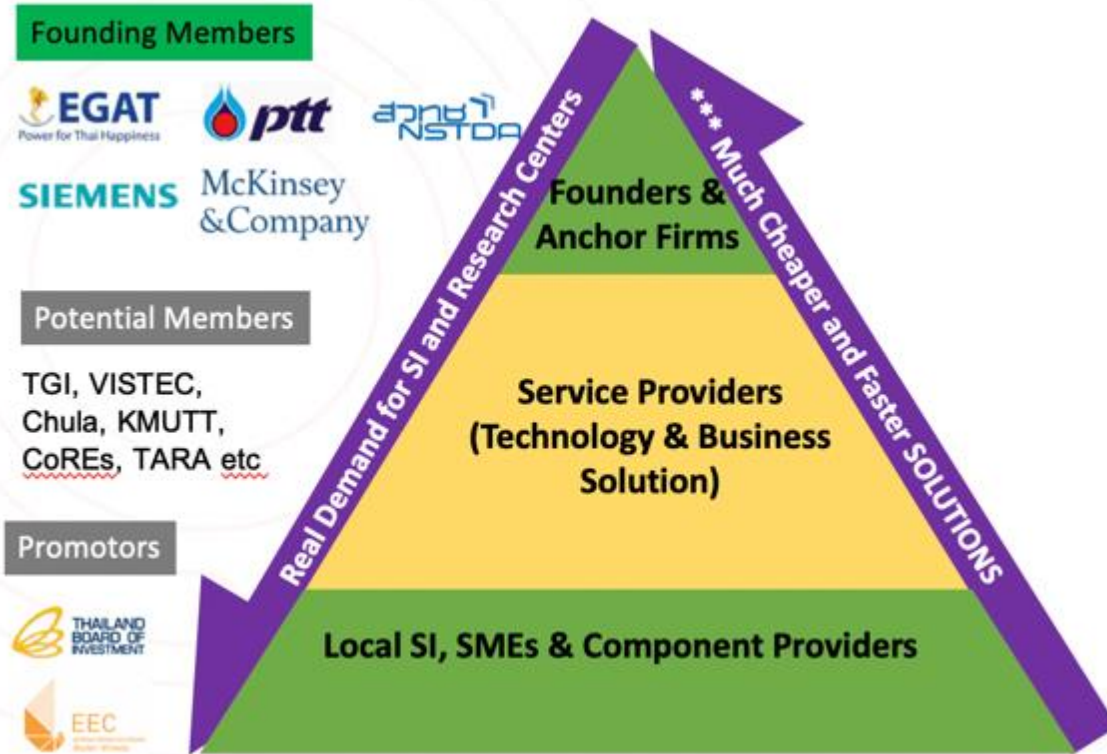 Founding Members
EGAT
Power for Thai Happiness
ptt
สวทช
NSTDA
SIEMENS
McKinsey
&Company
Potential Members
TGI, VISTEC,
Chula, KMUTT,
CoREs, TARA etc
Promotors
THAILAND
BOARD OF
INVESTMENT
EEC
Real Demand for SI and Research Centers
*** Much Cheaper and Faster SOLUTIONS
Founders &
Anchor Firms
Service Providers
(Technology & Business
Solution)
Local SI, SMEs & Component Providers